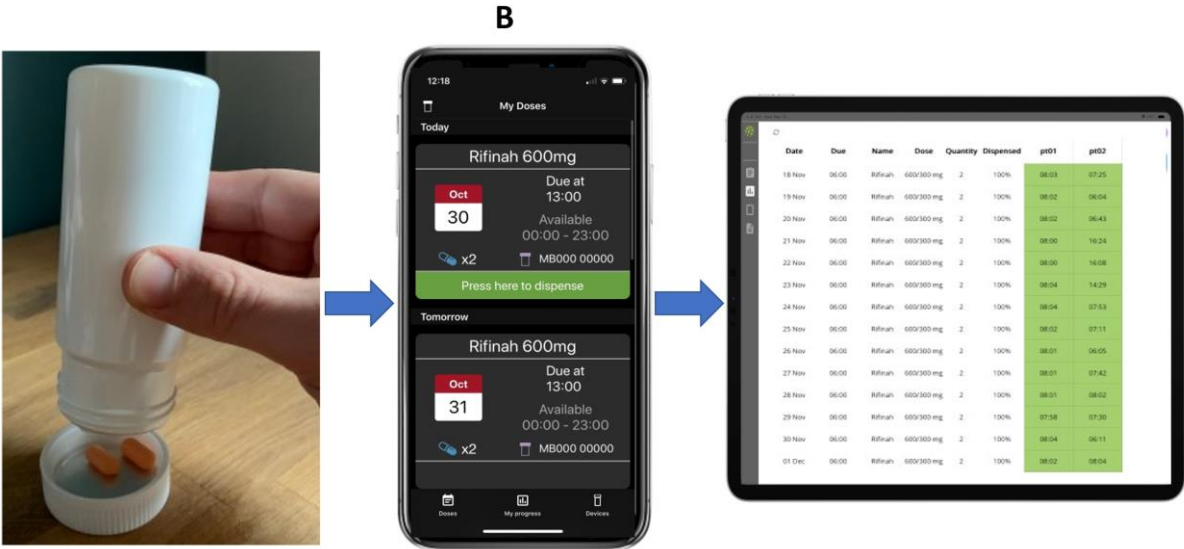 B
12:18
My Doses
Today
Rifinah 600mg
Oct
30
Due at
13:00
Available
00:00 - 23:00
x2
MB000 00000
Press here to dispense
Tomorrow
Rifinah 600mg
Oct
31
Due at
13:00
Available
00:00 - 23:00
x2
MB000 00000
Doses
My progress
Devices
Date Due Name Dose Quantity Dispensed pt01 pt02
18 Nov 06:00 Rifinah 600/300 mg 2 100% 08:03 07:25
19 Nov 06:00 Rifinah 600/300 mg 2 100% 08:02 06:04
20 Nov 06:00 Rifinah 600/300 mg 2 100% 08:02 06:43
21 Nov 06:00 Rifinah 600/300 mg 2 100% 08:00 16:24
22 Nov 06:00 Rifinah 600/300 mg 2 100% 08:00 16:08
23 Nov 06:00 Rifinah 600/300 mg 2 100% 08:04 14:29
24 Nov 06:00 Rifinah 600/300 mg 2 100% 08:04 07:53
25 Nov 06:00 Rifinah 600/300 mg 2 100% 08:02 07:11
26 Nov 06:00 Rifinah 600/300 mg 2 100% 08:01 06:05
27 Nov 06:00 Rifinah 600/300 mg 2 100% 08:01 07:42
28 Nov 06:00 Rifinah 600/300 mg 2 100% 08:01 08:02
29 Nov 06:00 Rifinah 600/300 mg 2 100% 07:58 07:30
30 Nov 06:00 Rifinah 600/300 mg 2 100% 08:04 06:11
01 Dec 06:00 Rifinah 600/300 mg 2 100% 08:02 08:04